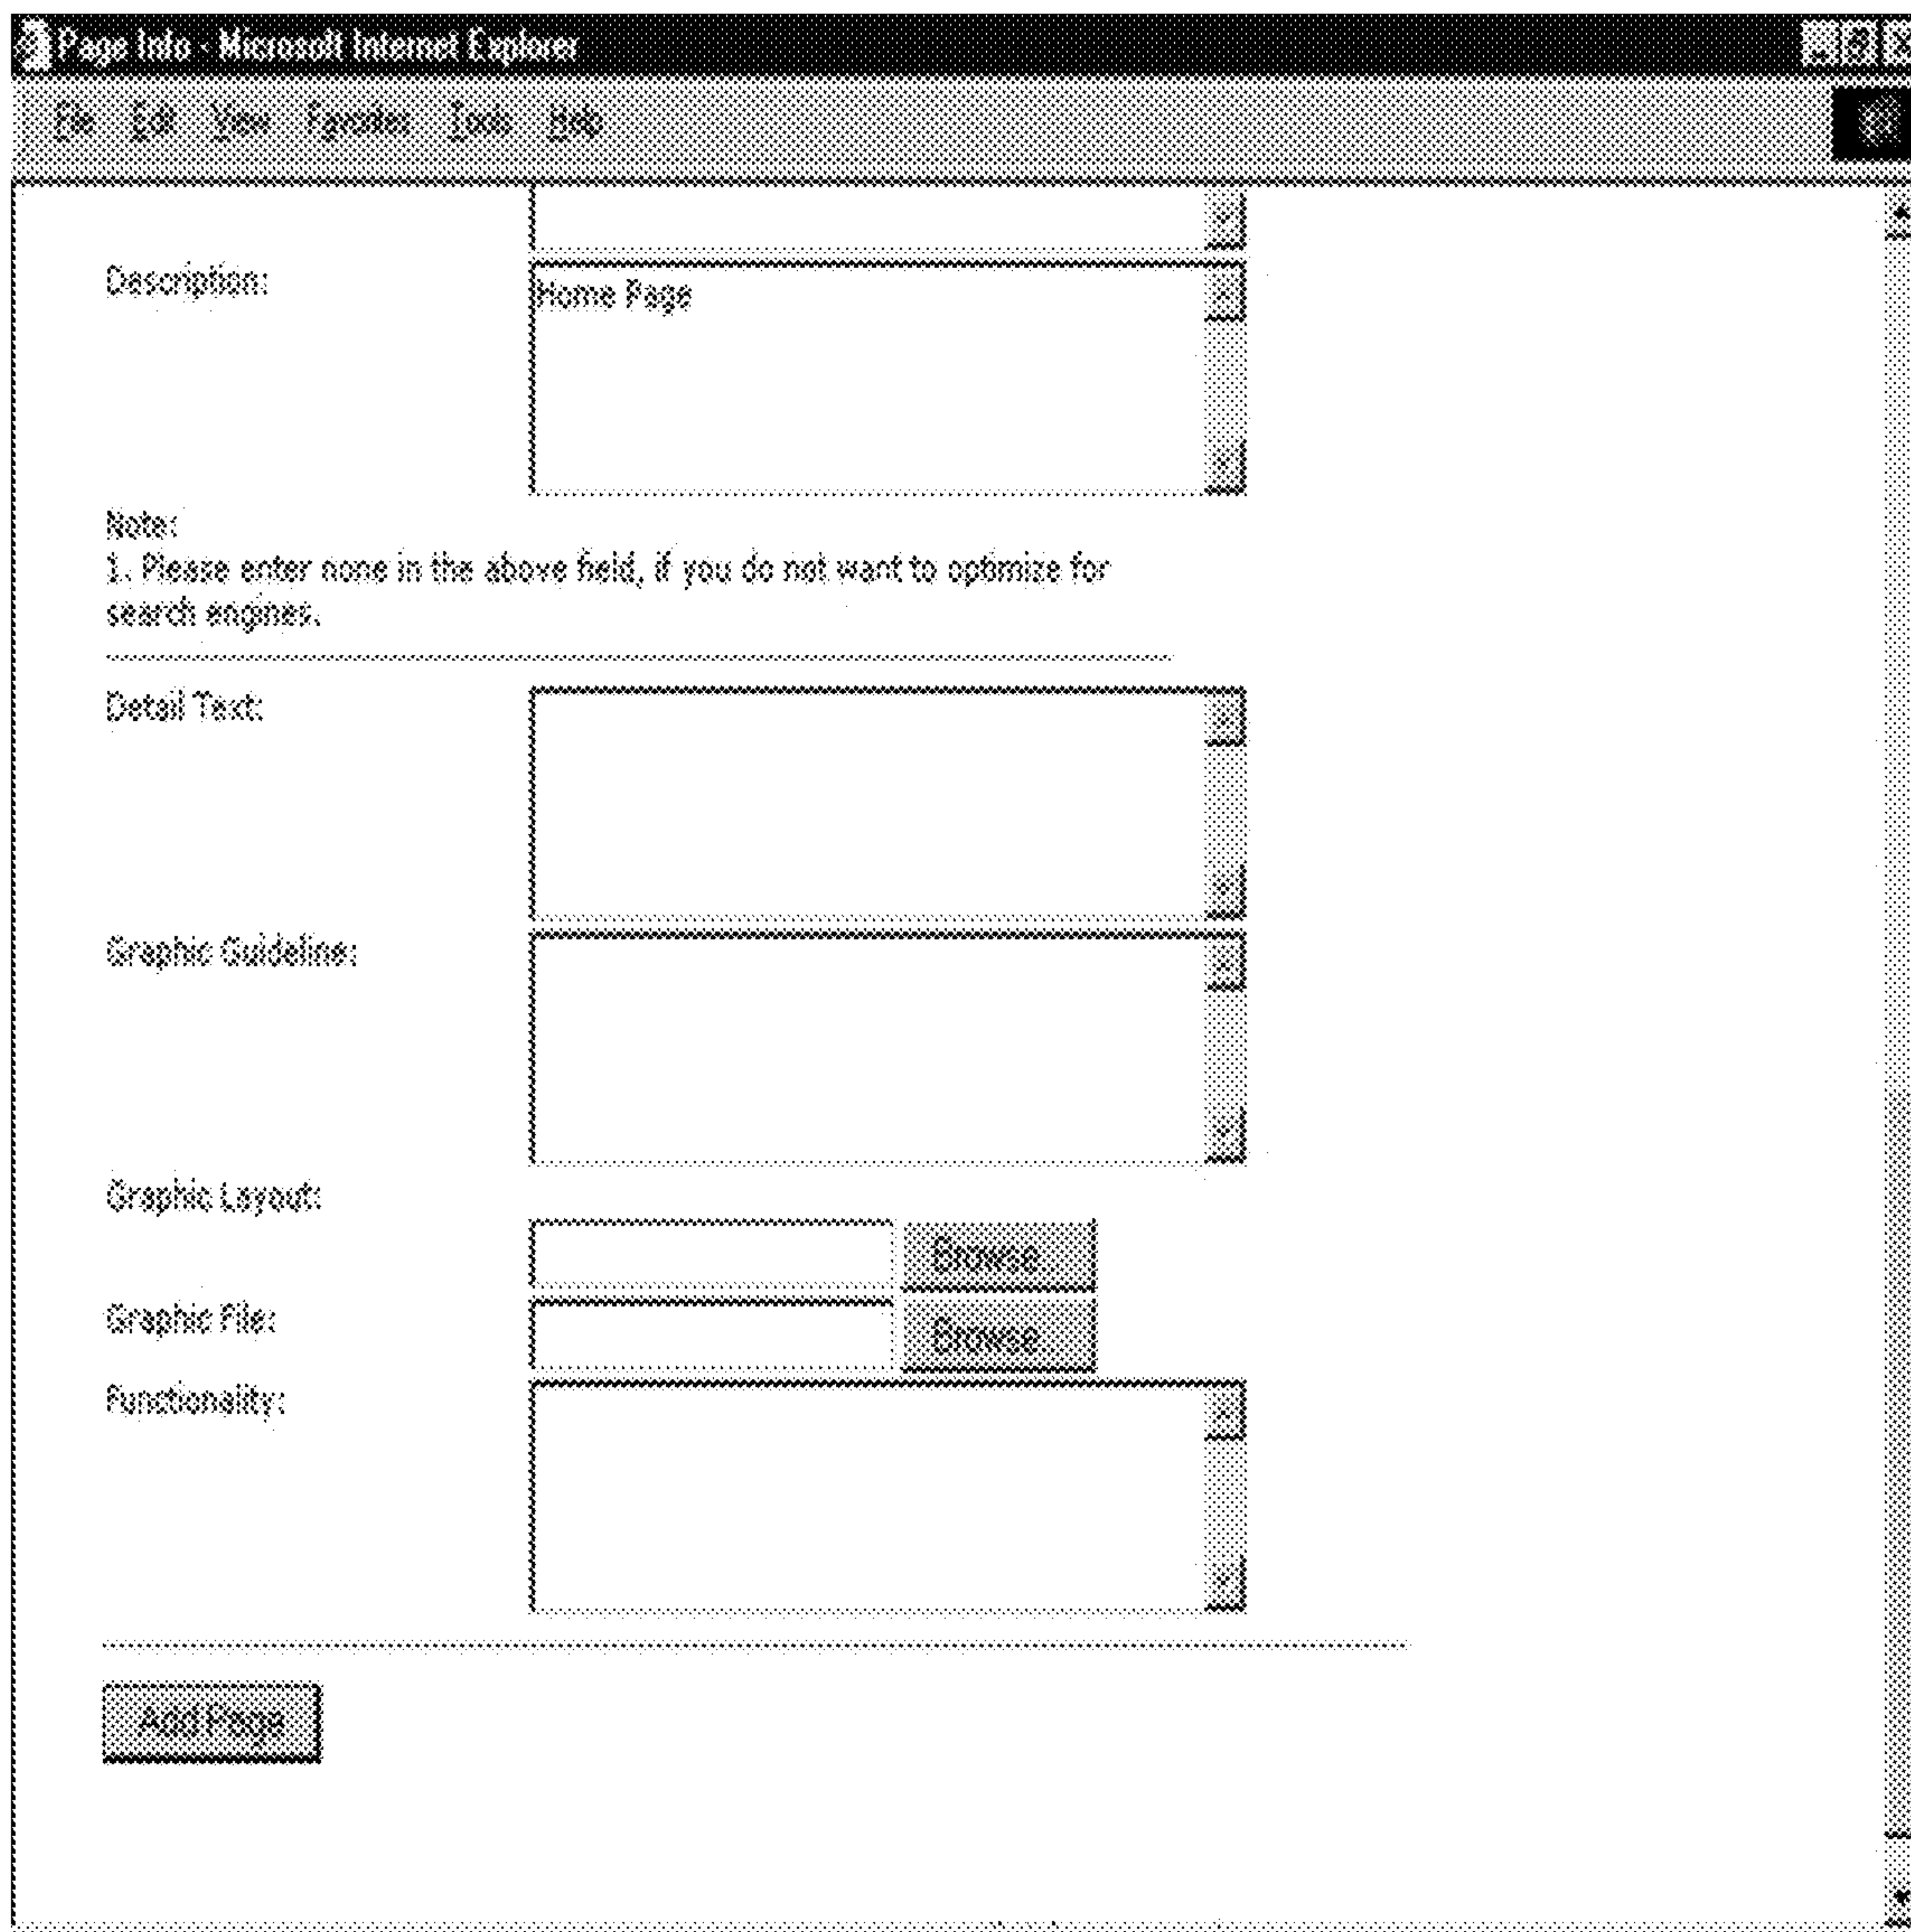 Page Info - Microsoft Internet Explorer
File Edit View Favorites Tools Help
Description:
Home Page
Note:
1. Please enter none in the above field, if you do not want to optimize for
search engines.
Detail Text:
Graphic Guideline:
Graphic Layout:
Browse
Graphic File:
Browse
Functionality:
Add Page